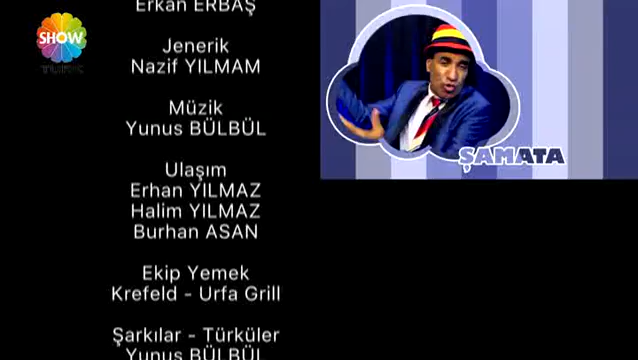 Erkan ERBAŞ
SHOW
TURK
Jenerik
Nazif YILMAM
Müzik
Yunus BÜLBÜL
ŞAMATA
Ulaşım
Erhan YILMAZ
Halim YILMAZ
Burhan ASAN
Ekip Yemek
Krefeld - Urfa Grill
Şarkılar - Türküler
Yunus BÜLBÜL